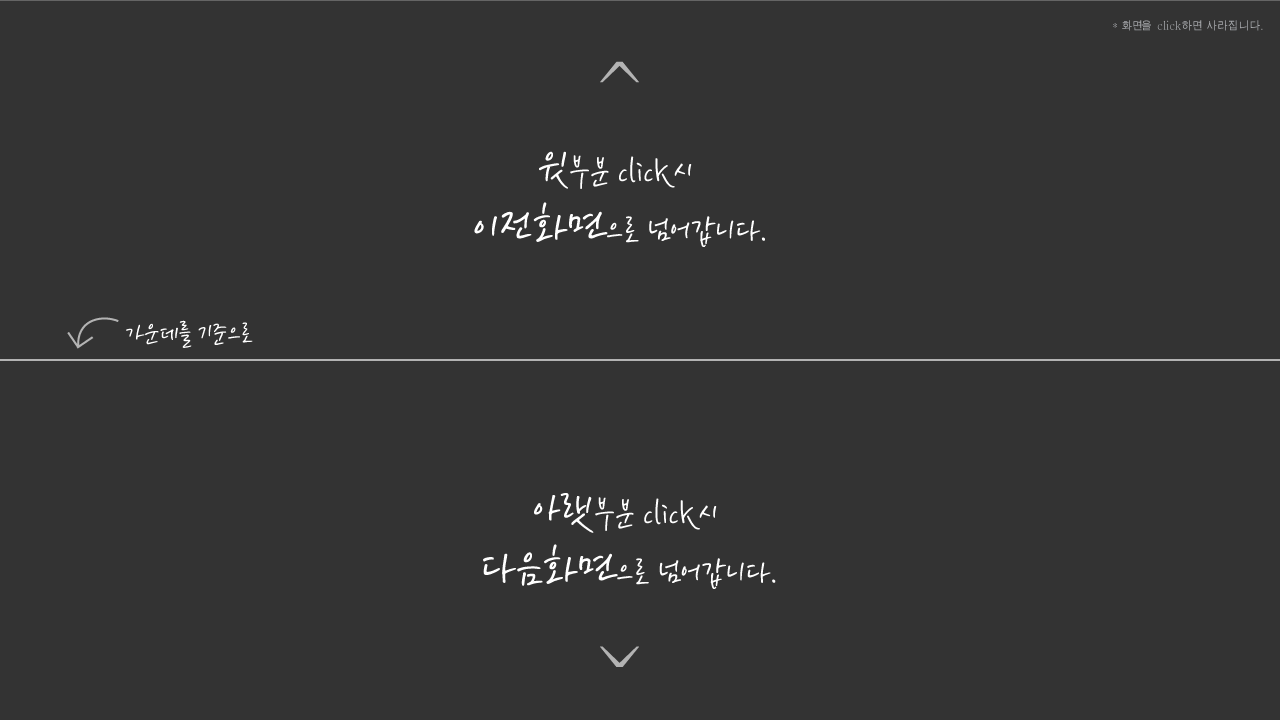 * 화면을 click하면 사라집니다.
윗부분 click시
이전화면으로 넘어갑니다.
가운데를 기준으로
아랫부분 click시
다음화면으로 넘어갑니다.